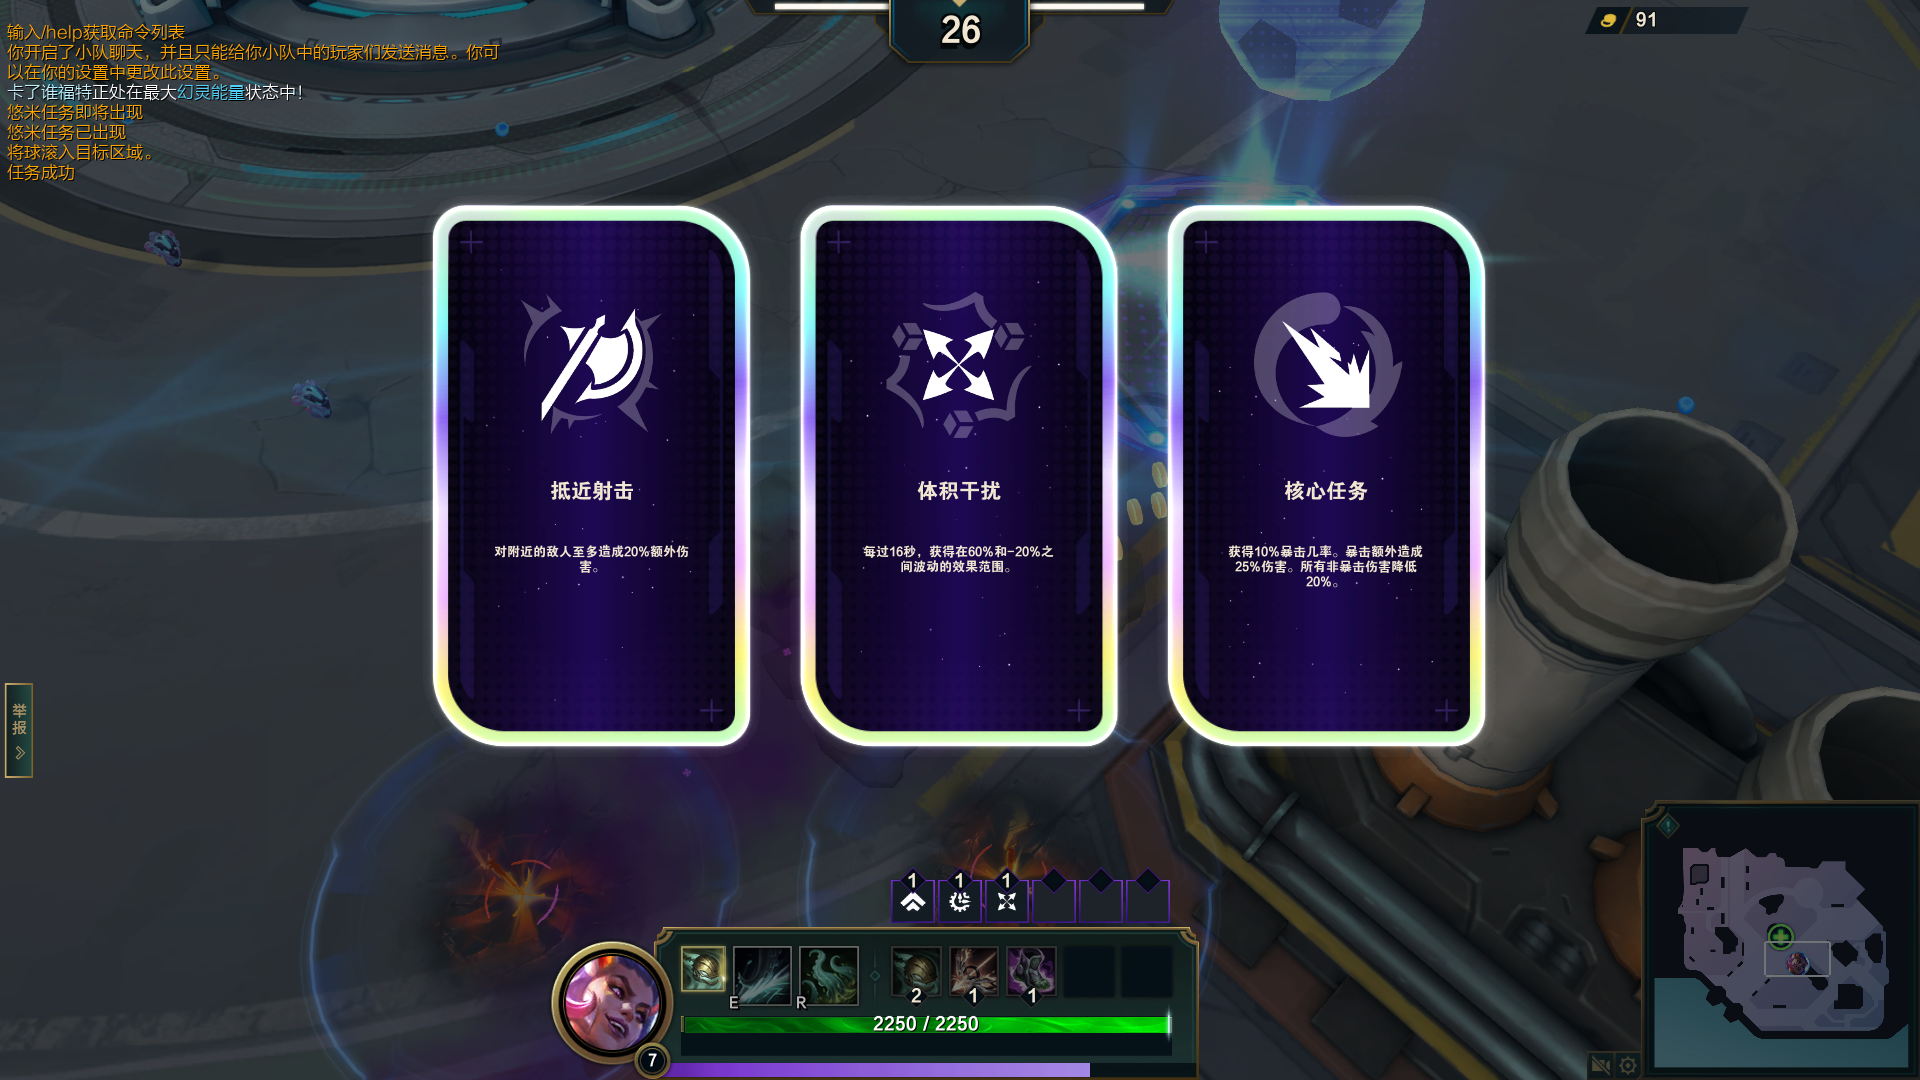 26
91
输入/help获取命令列表
你开启了小队聊天，并且只能给你小队中的玩家们发送消息。你可
以在你的设置中更改此设置。
卡了谁福特正处在最大幻灵能量状态中！
悠米任务即将出现
悠米任务已出现
将球滚入目标区域。
任务成功
抵近射击
对附近的敌人至多造成20%额外伤
害。
体积干扰
每过16秒，获得在60%和-20%之
间波动的效果范围。
核心任务
获得10%暴击几率。暴击额外造成
25%伤害。所有非暴击伤害降低
20%。
举报
1 1 1
E R 2 1 1
2250 / 2250
7